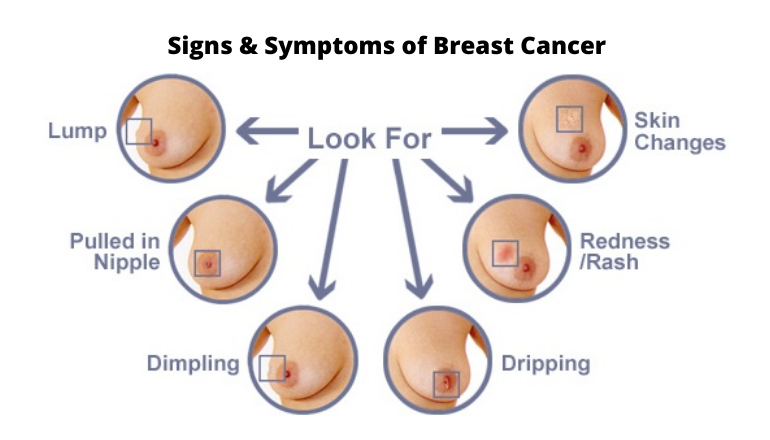 Signs & Symptoms of Breast Cancer
Look For
Lump
Skin
Changes
Pulled in
Nipple
Redness
/Rash
Dimpling
Dripping